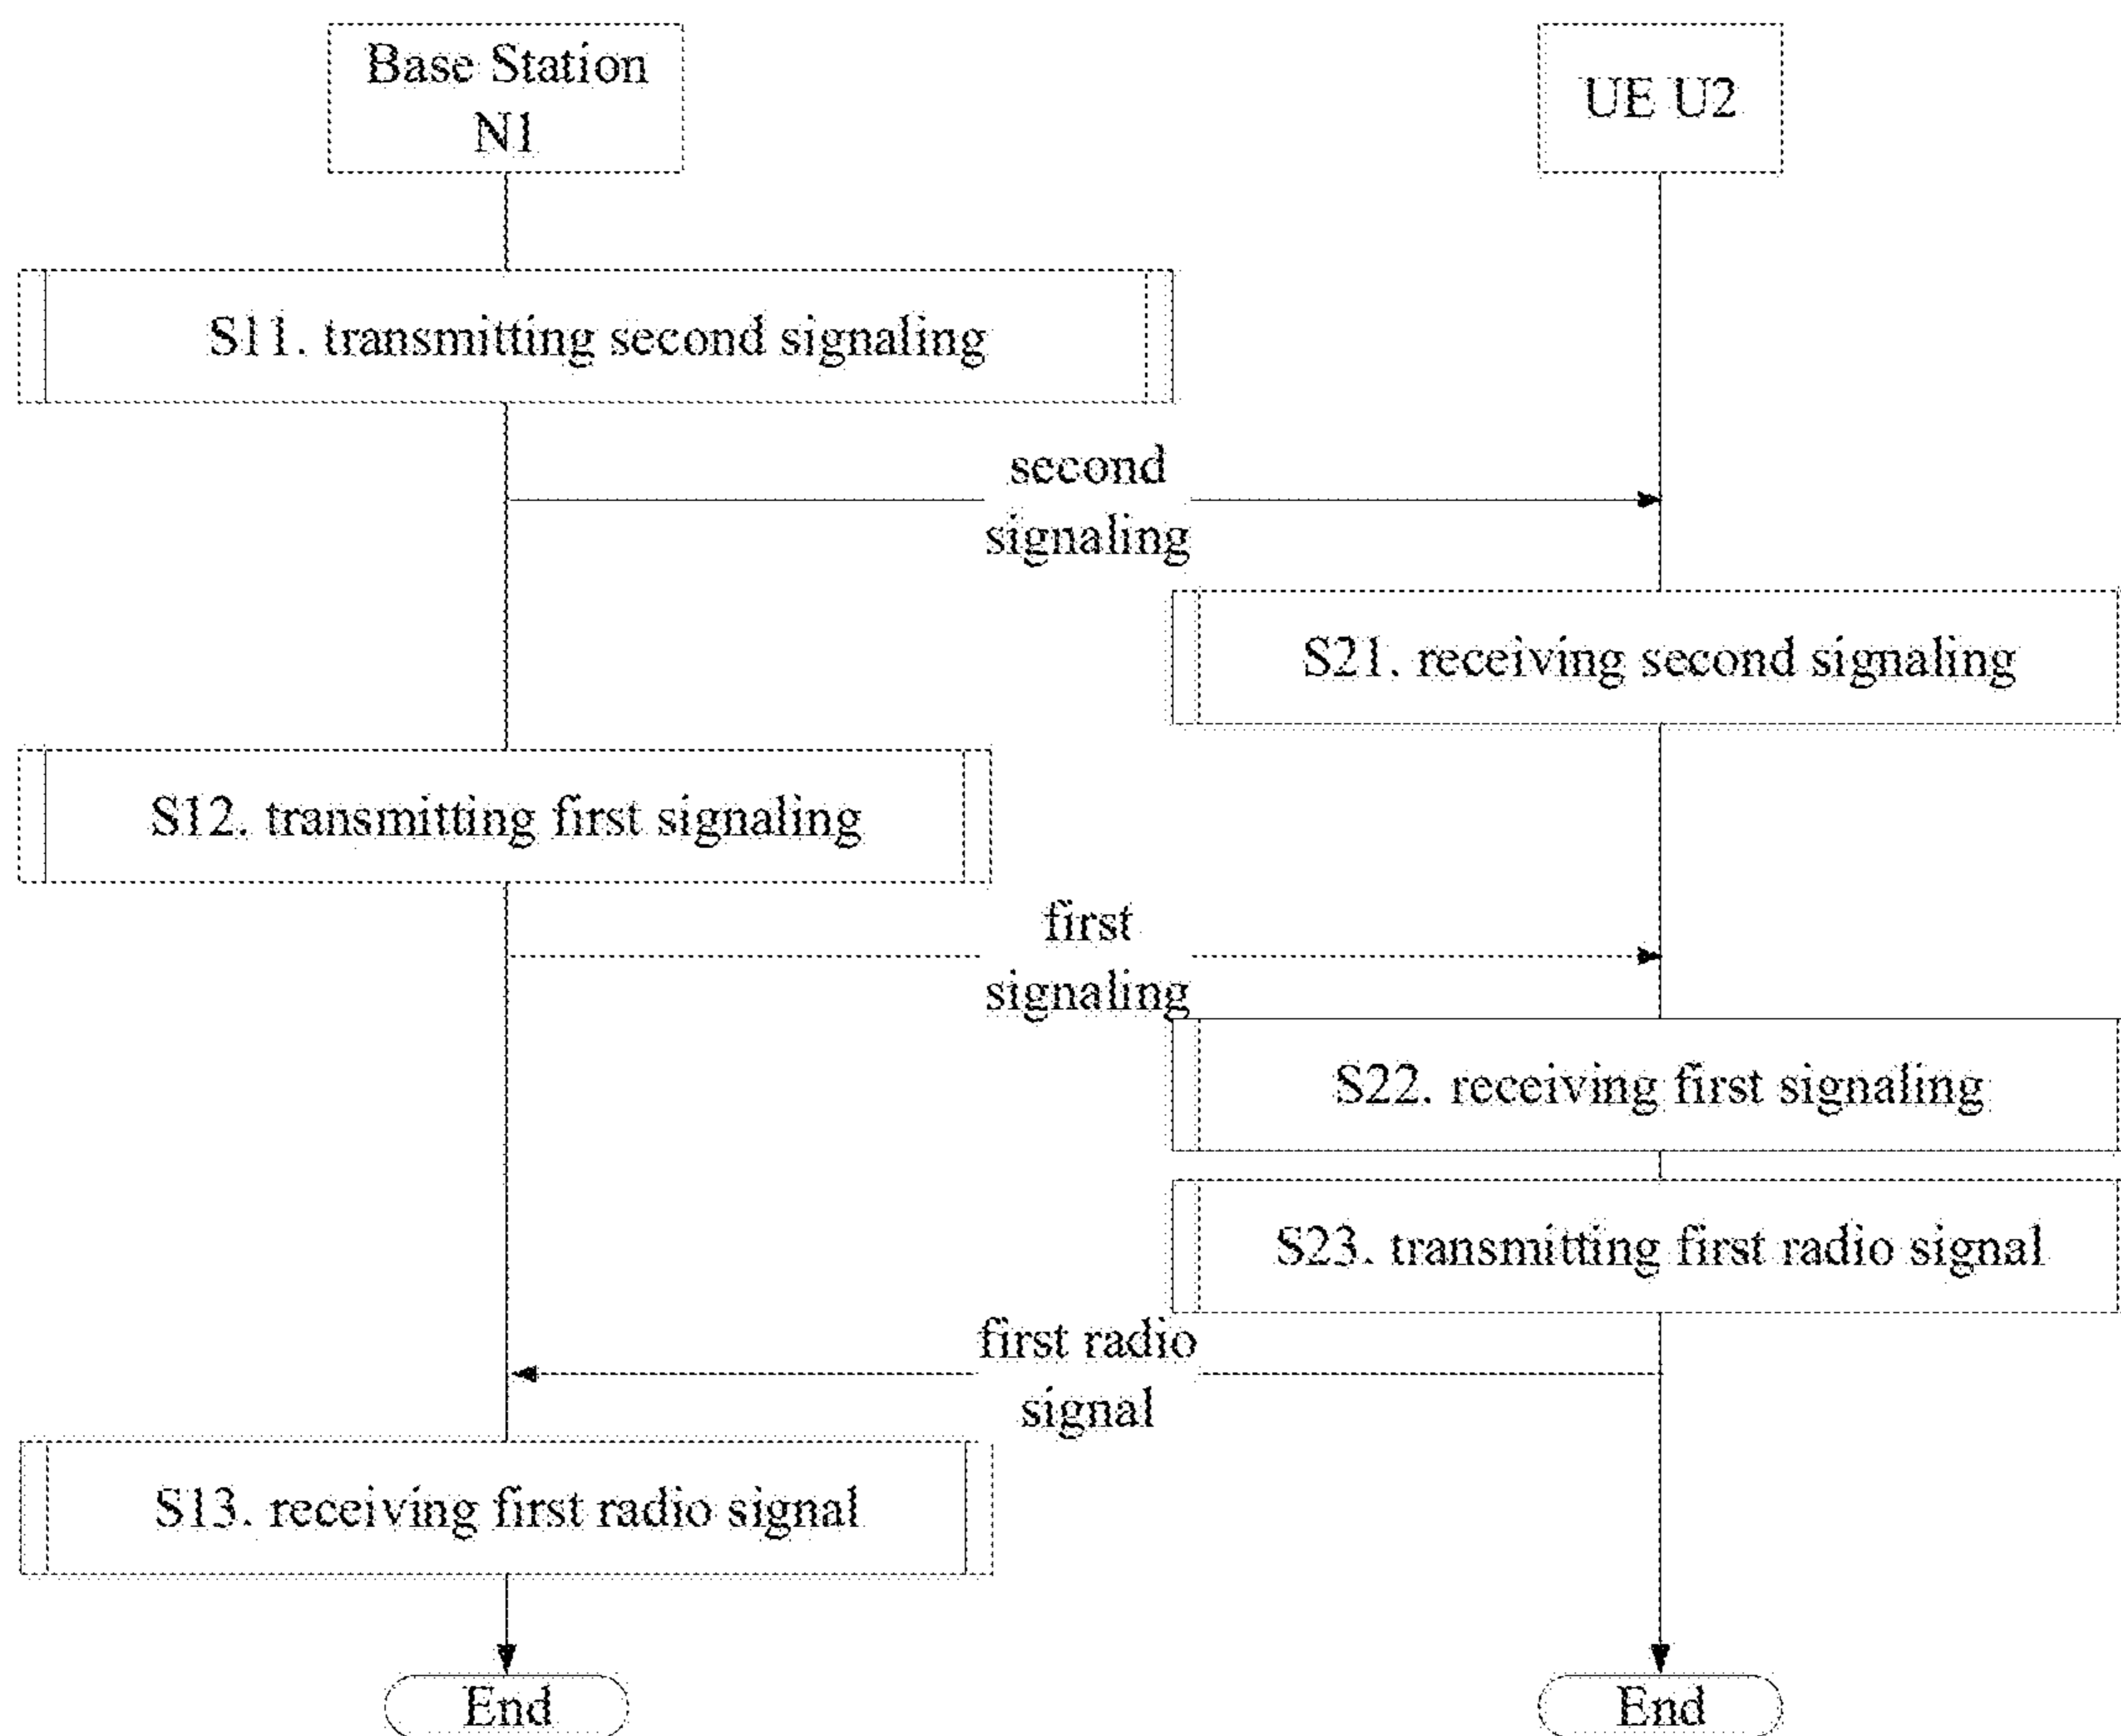 Base Station
N1
UE U2
S11. transmitting second signaling
second
signaling
S21. receiving second signaling
S12. transmitting first signaling
first
signaling
S22. receiving first signaling
S23. transmitting first radio signal
first radio
signal
S13. receiving first radio signal
End
End